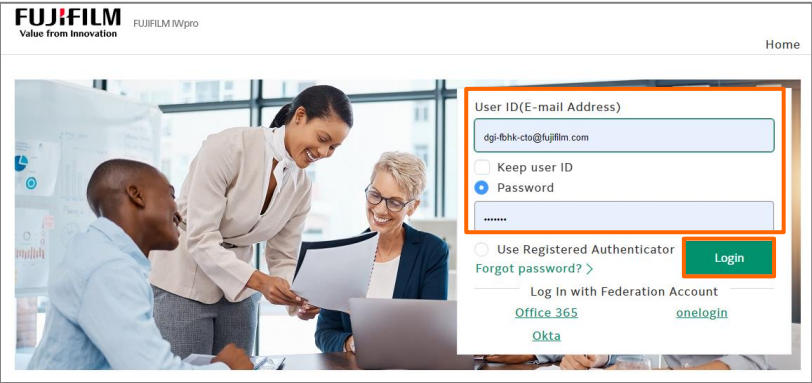 FUJIFILM
Value from Innovation
FUJIFILM IWpro
Home
User ID(E-mail Address)
dgi-fbhk-cto@fujifilm.com
Keep user ID
Password
•••••••
Use Registered Authenticator
Login
Forgot password? >
Log In with Federation Account
Office 365
onelogin
Okta